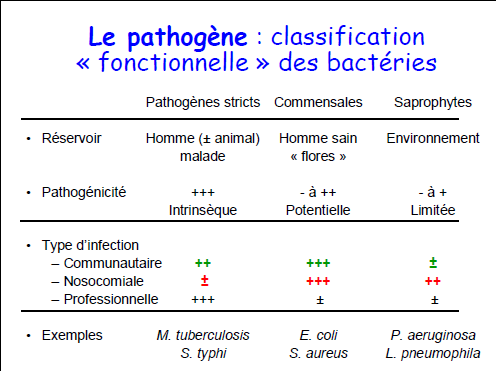 Le pathogène : classification
« fonctionnelle » des bactéries
Pathogènes stricts Commensales Saprophytes
• Réservoir Homme (± animal) Homme sain Environnement
malade « flores »
• Pathogénicité +++ - à ++ - à +
Intrinsèque Potentielle Limitée
• Type d'infection
– Communautaire ++ +++ ±
– Nosocomiale ± +++ ++
– Professionnelle +++ ± ±
• Exemples M. tuberculosis E. coli P. aeruginosa
S. typhi S. aureus L. pneumophila